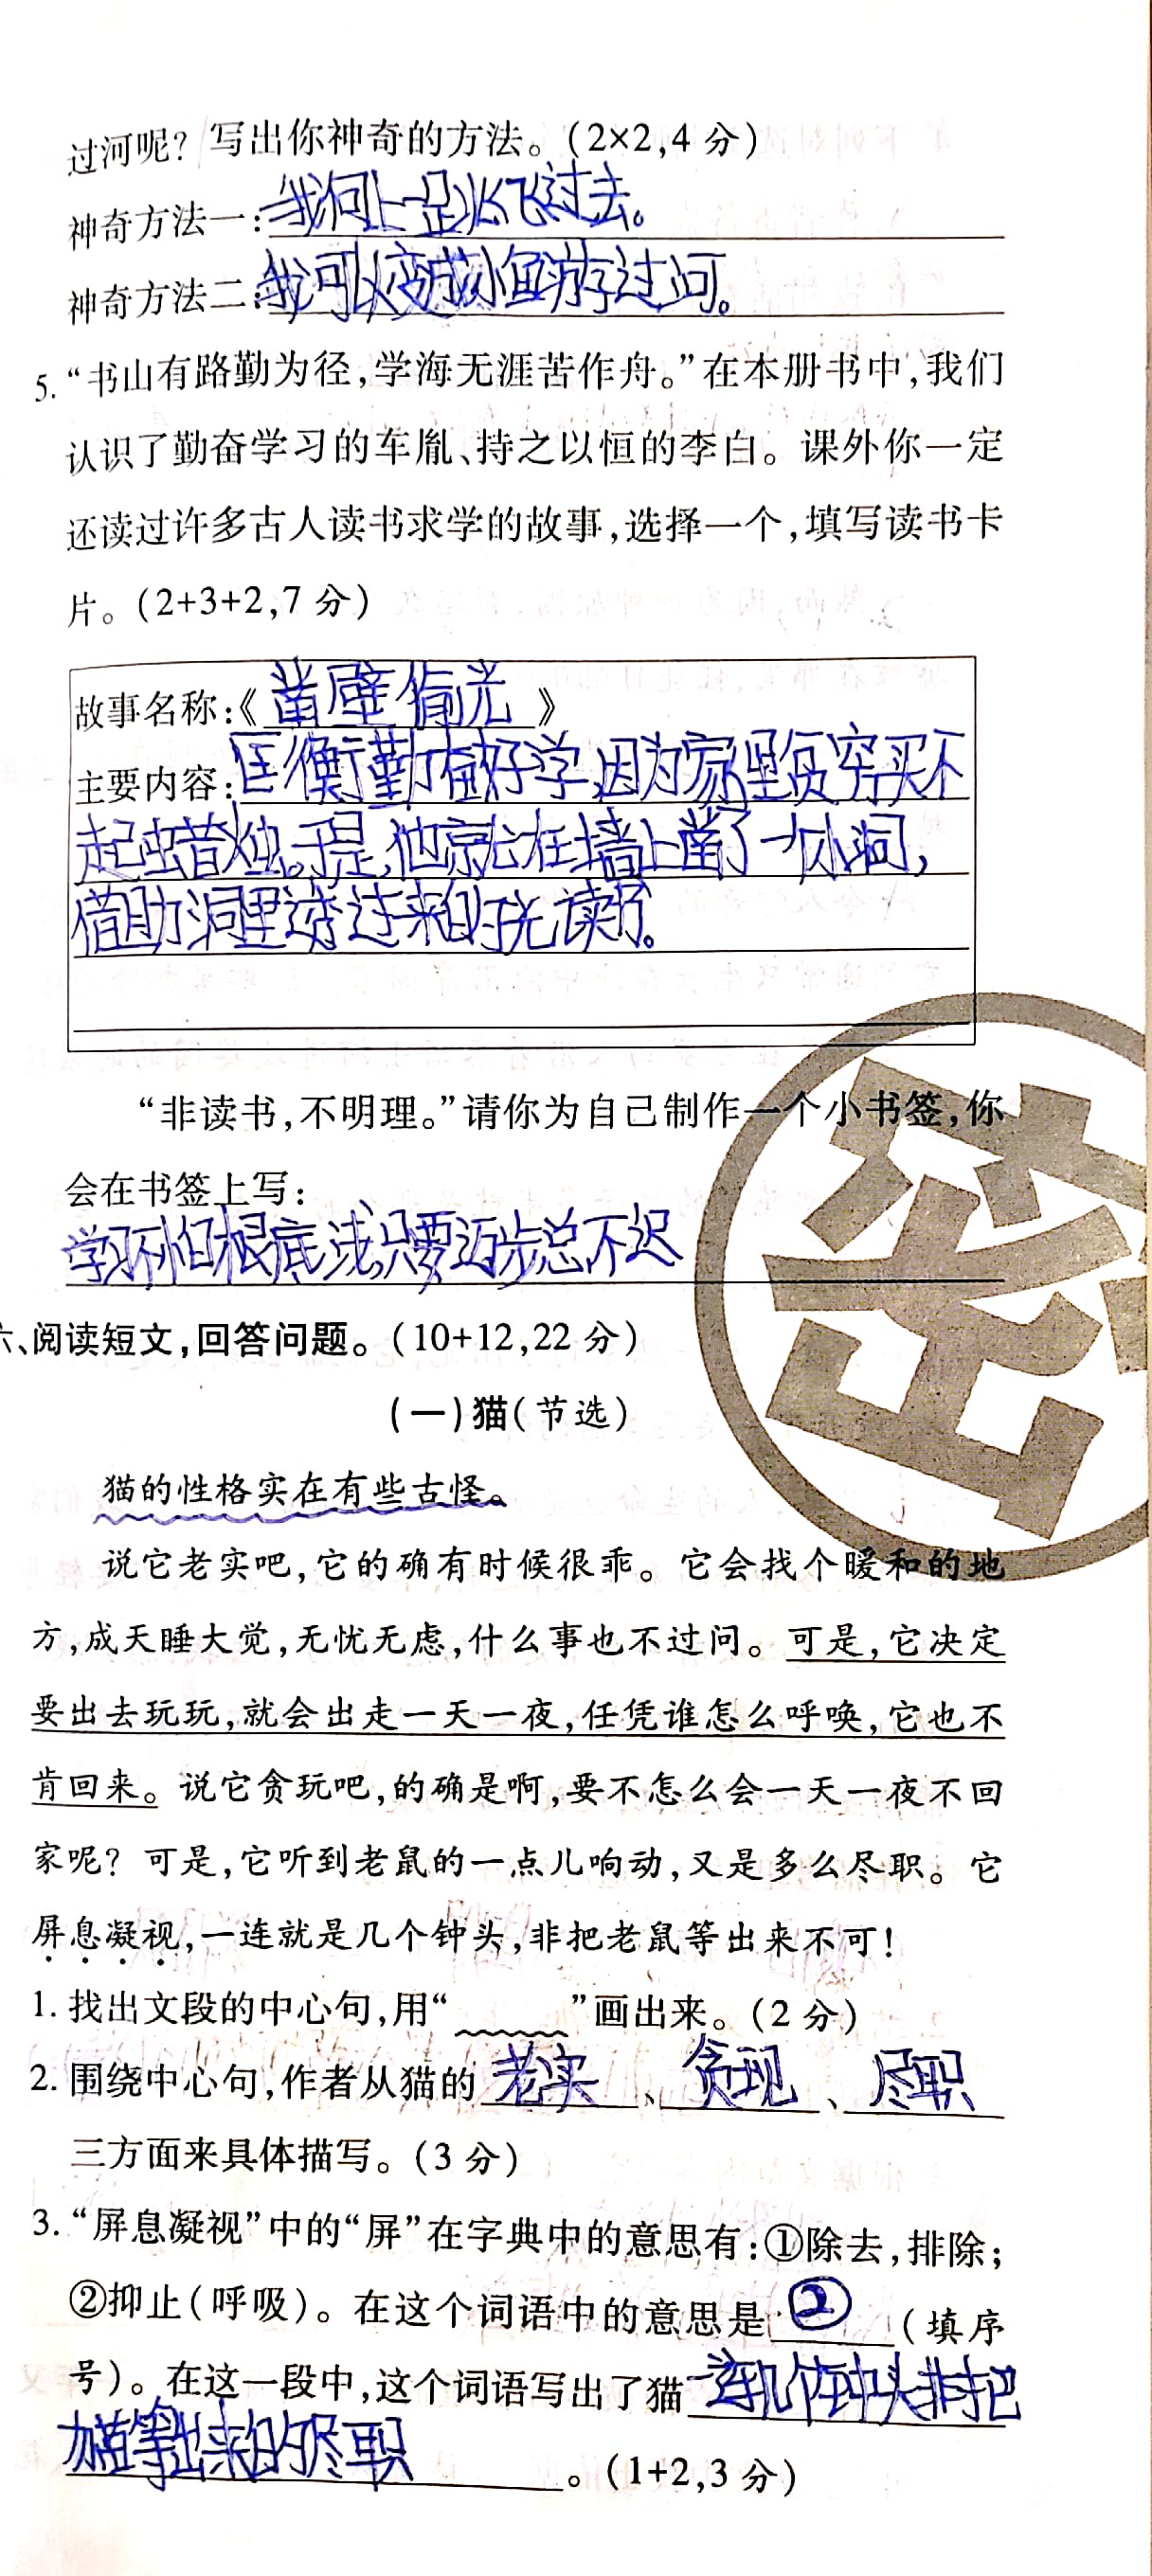 过河呢？写出你神奇的方法。(2×2,4 分)
神奇方法一:我向上一是飞过去。
神奇方法二:我可以变成小鱼游过河。
5. “书山有路勤为径,学海无涯苦作舟。”在本册书中,我们
认识了勤奋学习的车胤、持之以恒的李白。课外你一定
还读过许多古人读书求学的故事,选择一个,填写读书卡
片。(2+3+2,7 分)
故事名称:《凿壁偷光》
主要内容:匡衡勤奋好学,因为家里贫穷买不
起蜡烛。于是,他就在墙上凿了一个小洞,
借助洞里透过来的光读书。
“非读书,不明理。”请你为自己制作一个小书签,你
会在书签上写:
学习不怕根底浅,只要迈步总不迟
六、阅读短文,回答问题。(10+12,22 分)
(一)猫(节选)
猫的性格实在有些古怪。
说它老实吧,它的确有时候很乖。它会找个暖和的地
方,成天睡大觉,无忧无虑,什么事也不过问。可是,它决定
要出去玩玩,就会出走一天一夜,任凭谁怎么呼唤,它也不
肯回来。说它贪玩吧,的确是啊,要不怎么会一天一夜不回
家呢？可是,它听到老鼠的一点儿响动,又是多么尽职。它
屏息凝视,一连就是几个钟头,非把老鼠等出来不可！
1. 找出文段的中心句,用“      ”画出来。(2 分)
2. 围绕中心句,作者从猫的老实、贪现、尽职
三方面来具体描写。(3 分)
3. “屏息凝视”中的“屏”在字典中的意思有:①除去,排除;
②抑止(呼吸)。在这个词语中的意思是②(填序
号)。在这一段中,这个词语写出了猫一连几个钟头非把
等出来的尽职。(1+2,3 分)
密